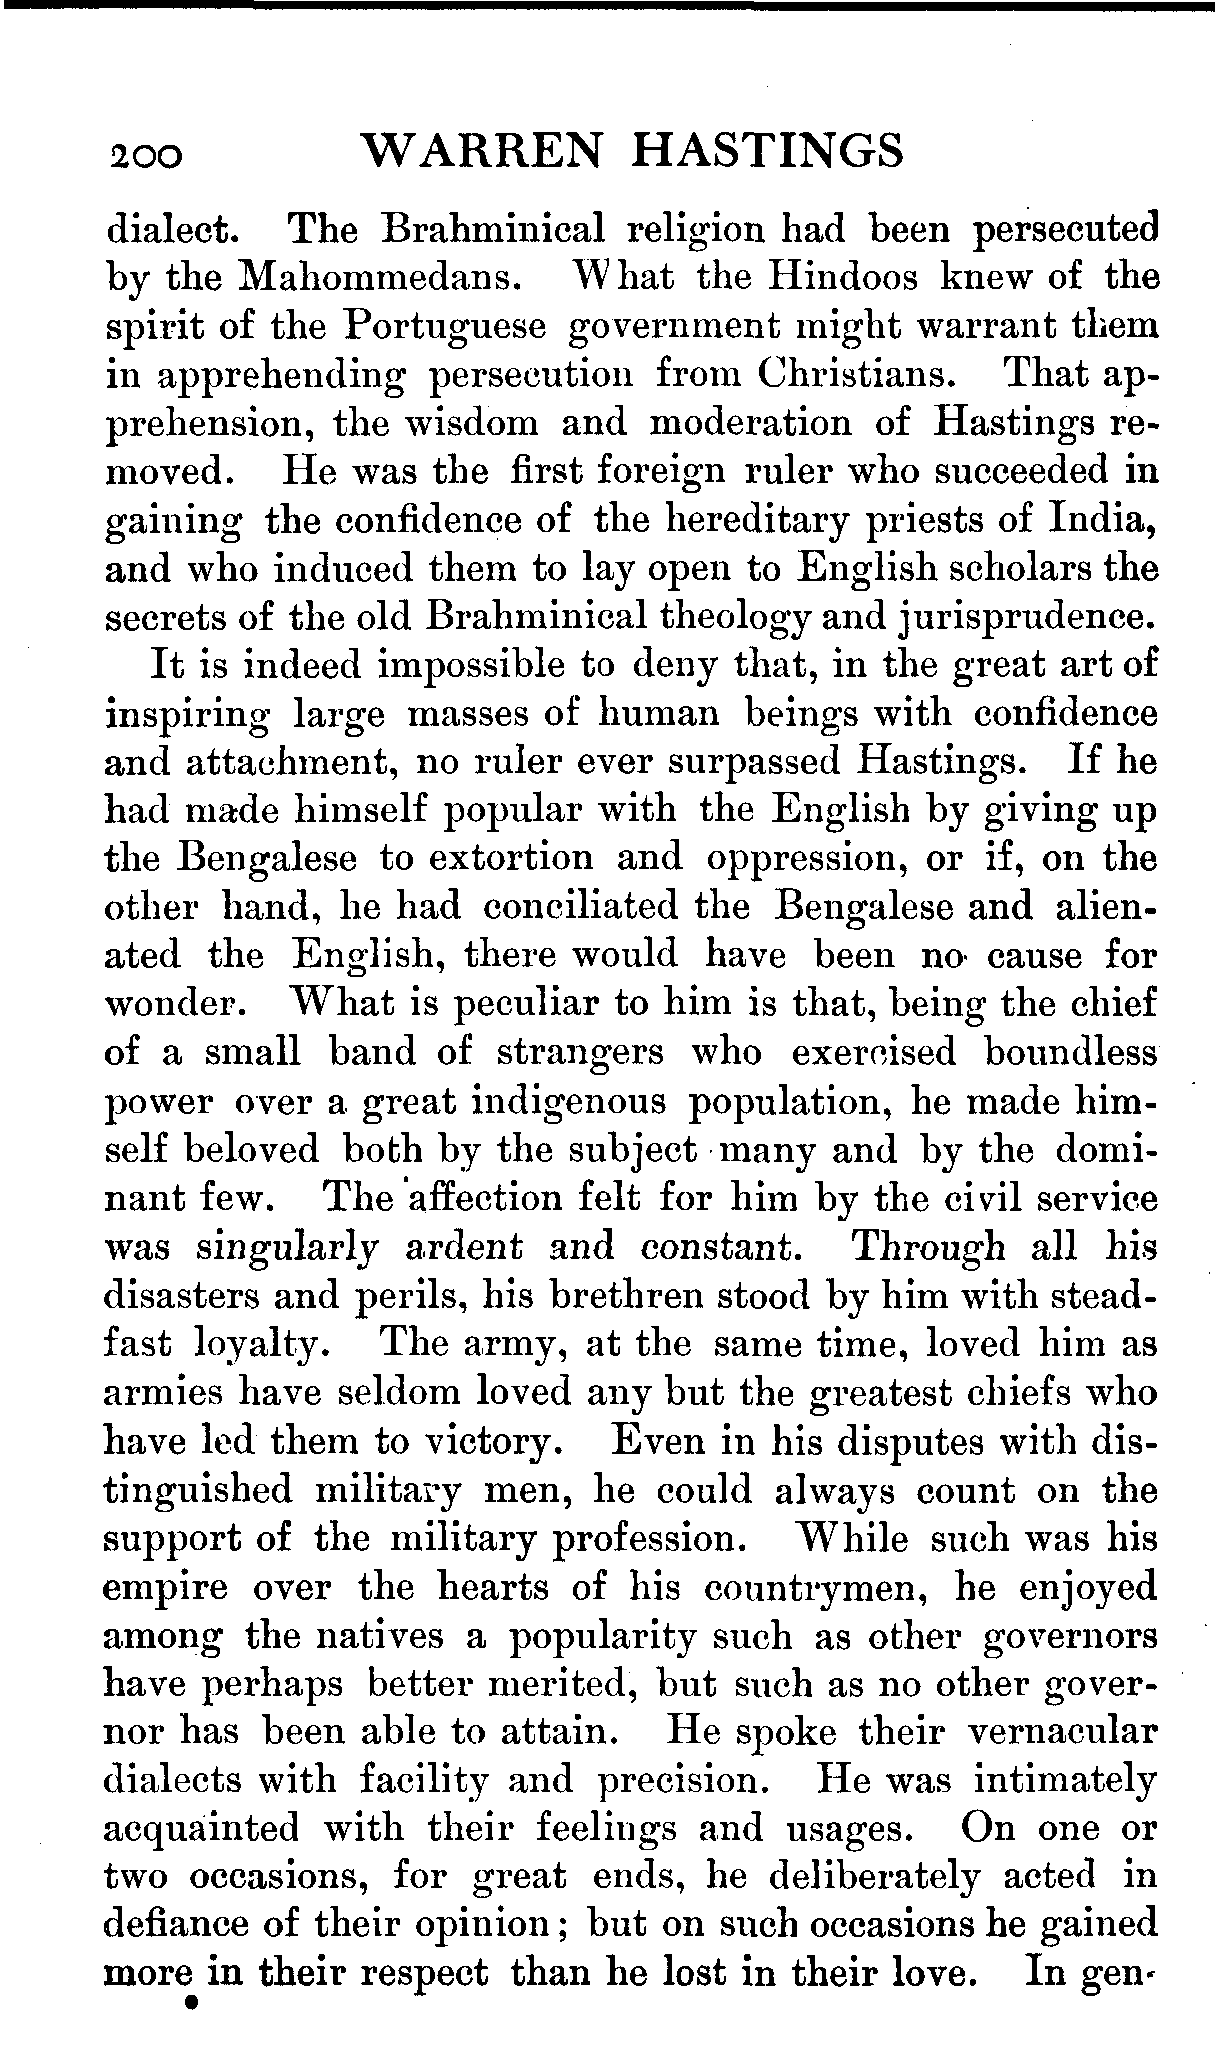 200 WARREN HASTINGS
dialect. The Brahminical religion had been persecuted
by the Mahommedans. What the Hindoos knew of the
spirit of the Portuguese government might warrant them
in apprehending persecution from Christians. That ap-
prehension, the wisdom and moderation of Hastings re-
moved. He was the first foreign ruler who succeeded in
gaining the confidence of the hereditary priests of India,
and who induced them to lay open to English scholars the
secrets of the old Brahminical theology and jurisprudence.
It is indeed impossible to deny that, in the great art of
inspiring large masses of human beings with confidence
and attachment, no ruler ever surpassed Hastings. If he
had made himself popular with the English by giving up
the Bengalese to extortion and oppression, or if, on the
other hand, he had conciliated the Bengalese and alien-
ated the English, there would have been no cause for
wonder. What is peculiar to him is that, being the chief
of a small band of strangers who exercised boundless
power over a great indigenous population, he made him-
self beloved both by the subject many and by the domi-
nant few. The affection felt for him by the civil service
was singularly ardent and constant. Through all his
disasters and perils, his brethren stood by him with stead-
fast loyalty. The army, at the same time, loved him as
armies have seldom loved any but the greatest chiefs who
have led them to victory. Even in his disputes with dis-
tinguished military men, he could always count on the
support of the military profession. While such was his
empire over the hearts of his countrymen, he enjoyed
among the natives a popularity such as other governors
have perhaps better merited, but such as no other gover-
nor has been able to attain. He spoke their vernacular
dialects with facility and precision. He was intimately
acquainted with their feelings and usages. On one or
two occasions, for great ends, he deliberately acted in
defiance of their opinion; but on such occasions he gained
more in their respect than he lost in their love. In gen-